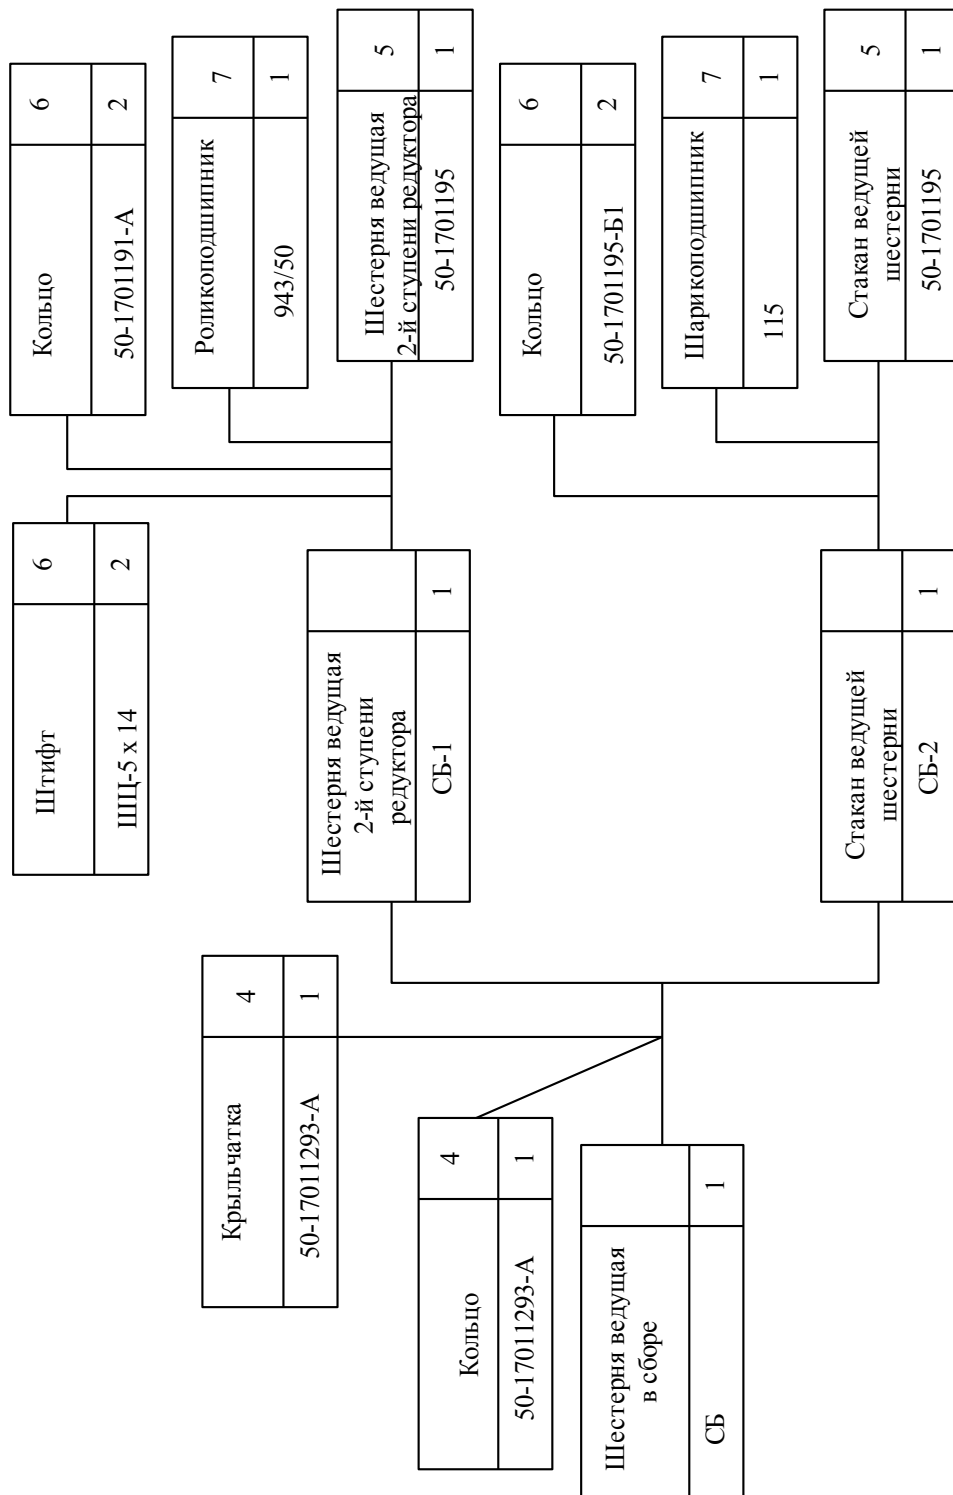 Кольцо
6
50-1701191-А
2
Роликоподшипник
7
943/50
1
Шестерня ведущая
2-й ступени редуктора
5
50-1701195
1
Кольцо
6
50-1701195-Б1
2
Шарикоподшипник
7
115
1
Стакан ведущей
шестерни
5
50-1701195
1
Штифт
6
ШЦ-5 х 14
2
Шестерня ведущая
2-й ступени
редуктора
СБ-1
1
Стакан ведущей
шестерни
СБ-2
1
Крыльчатка
4
50-17011293-А
1
Кольцо
4
50-17011293-А
1
Шестерня ведущая
в сборе
СБ
1